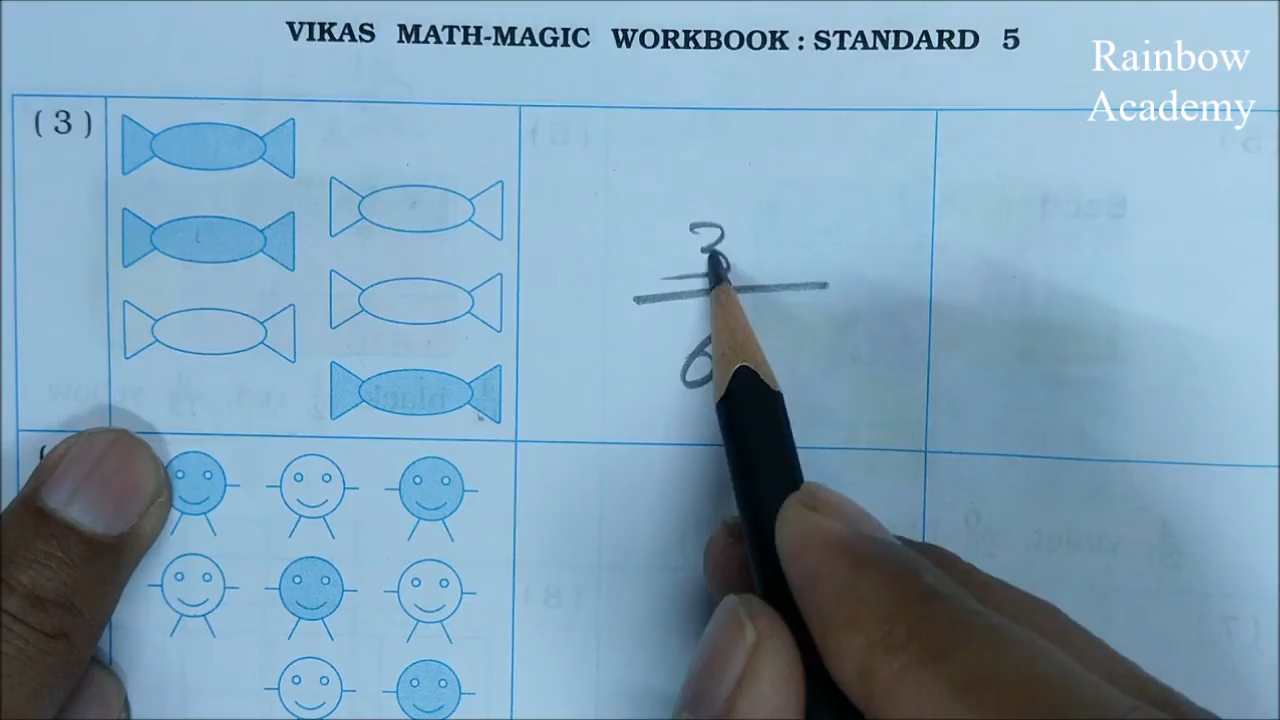 VIKAS MATH-MAGIC WORKBOOK : STANDARD 5
Rainbow
Academy
( 3 )
3
6